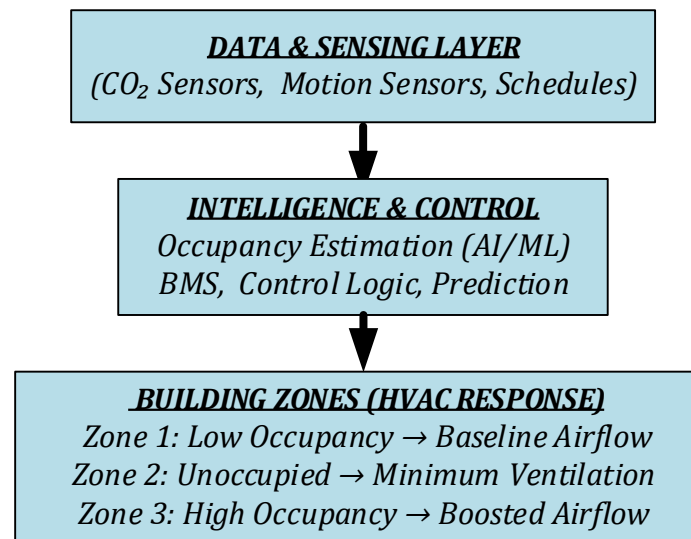 DATA & SENSING LAYER
(CO₂ Sensors, Motion Sensors, Schedules)
INTELLIGENCE & CONTROL
Occupancy Estimation (AI/ML)
BMS, Control Logic, Prediction
BUILDING ZONES (HVAC RESPONSE)
Zone 1: Low Occupancy → Baseline Airflow
Zone 2: Unoccupied → Minimum Ventilation
Zone 3: High Occupancy → Boosted Airflow